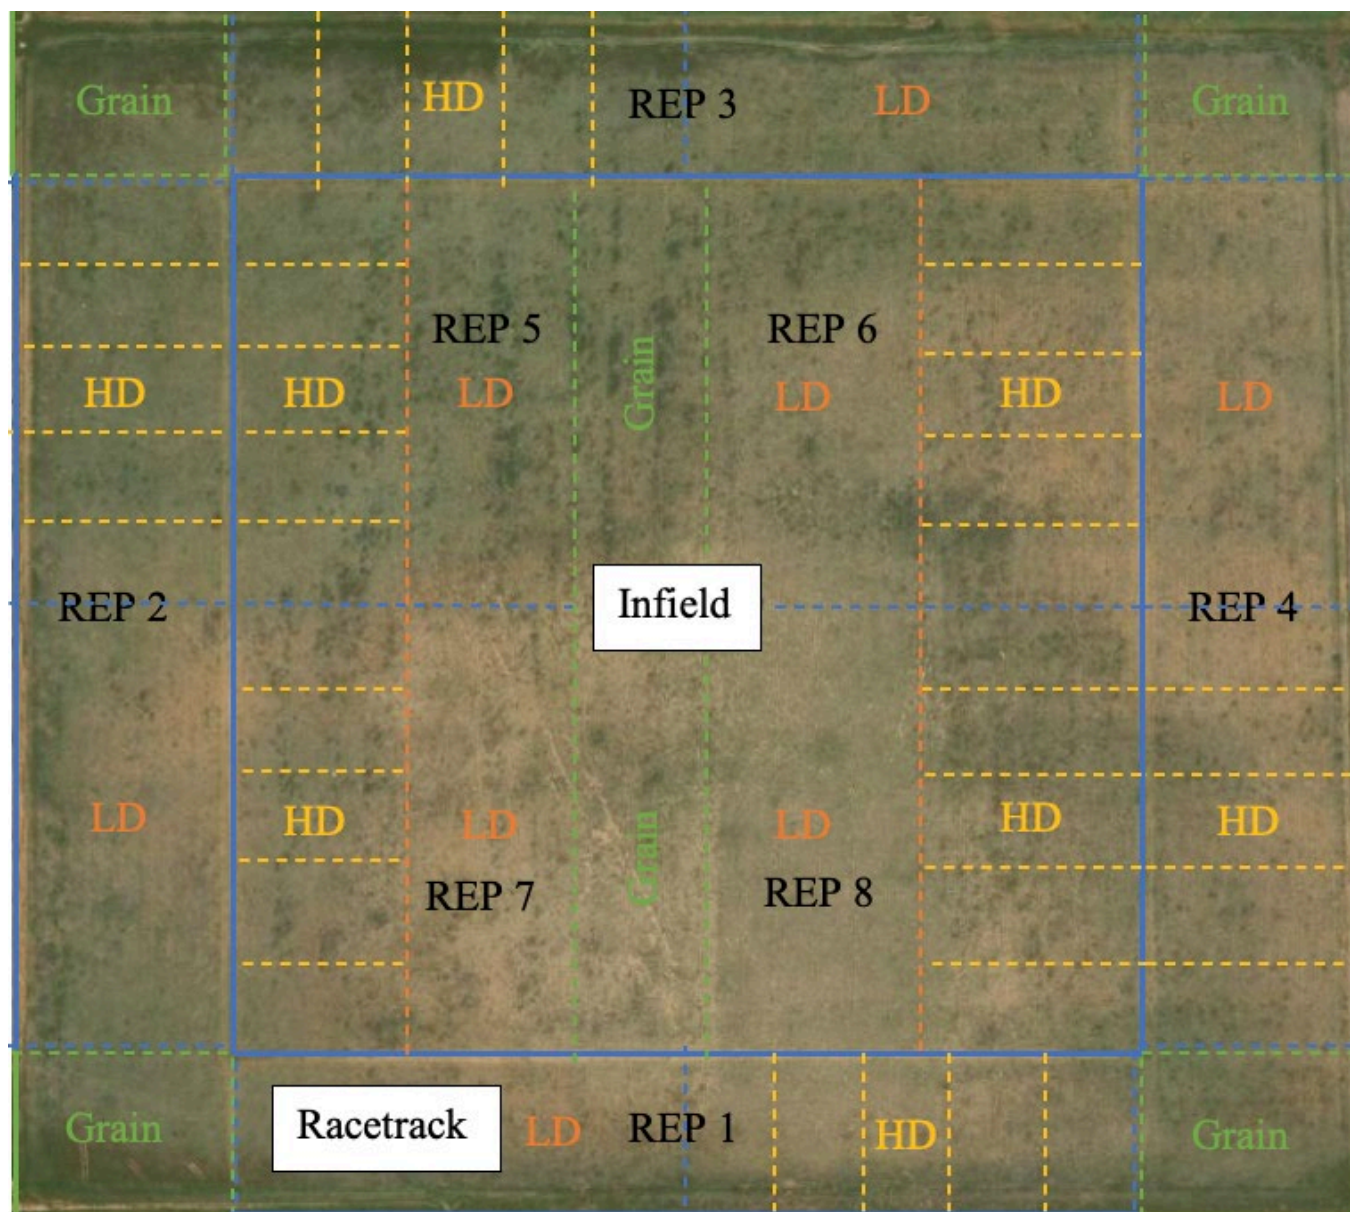 Grain
HD
REP 3
LD
Grain
REP 5
REP 6
HD
HD
LD
Grain
LD
HD
LD
REP 2
Infield
REP 4
LD
HD
LD
Grain
LD
HD
HD
REP 7
REP 8
Grain
Racetrack
LD
REP 1
HD
Grain